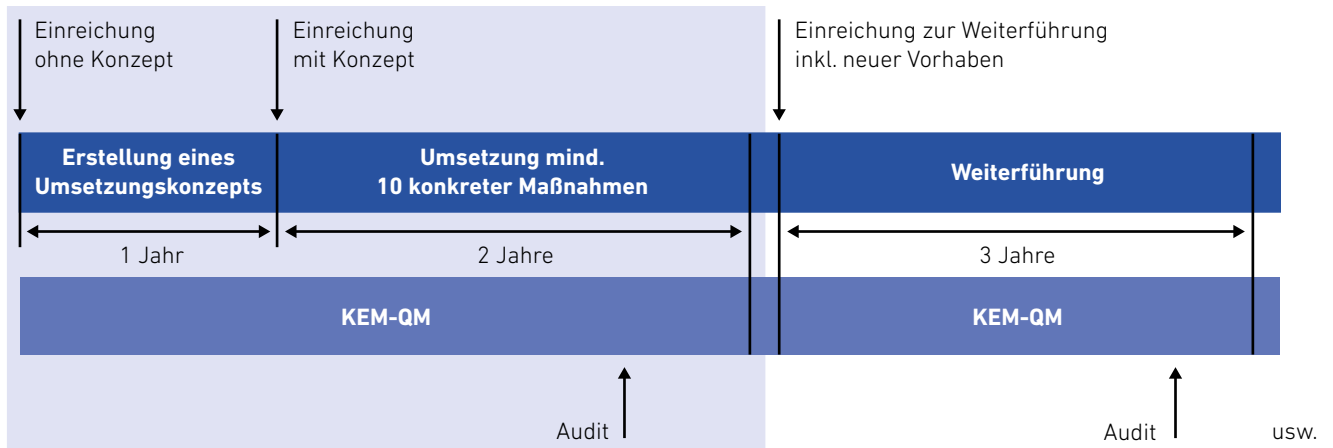 Einreichung
ohne Konzept
Einreichung
mit Konzept
Einreichung zur Weiterführung
inkl. neuer Vorhaben
Erstellung eines
Umsetzungskonzepts
Umsetzung mind.
10 konkreter Maßnahmen
Weiterführung
1 Jahr
2 Jahre
3 Jahre
KEM-QM
KEM-QM
Audit
Audit
usw.